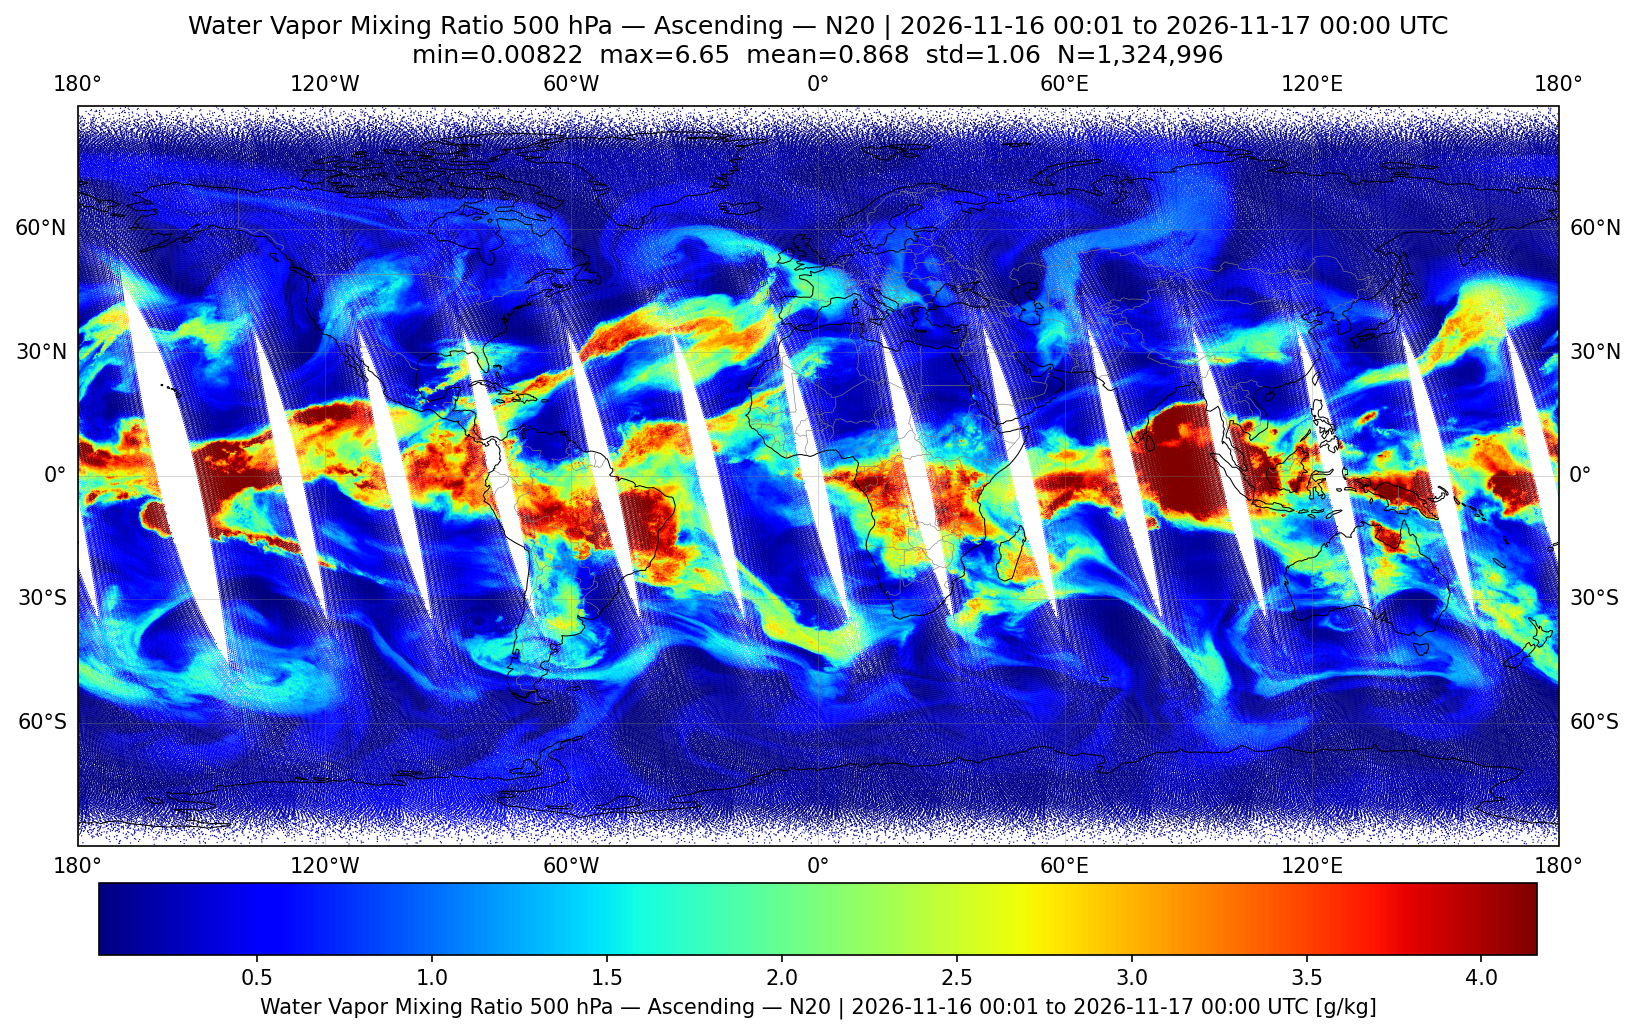 Water Vapor Mixing Ratio 500 hPa — Ascending — N20 | 2026-11-16 00:01 to 2026-11-17 00:00 UTC
min=0.00822 max=6.65 mean=0.868 std=1.06 N=1,324,996
180° 120°W 60°W 0° 60°E 120°E 180°
60°N 60°N
30°N 30°N
0° 0°
30°S 30°S
60°S 60°S
180° 120°W 60°W 0° 60°E 120°E 180°
0.5 1.0 1.5 2.0 2.5 3.0 3.5 4.0
Water Vapor Mixing Ratio 500 hPa — Ascending — N20 | 2026-11-16 00:01 to 2026-11-17 00:00 UTC [g/kg]